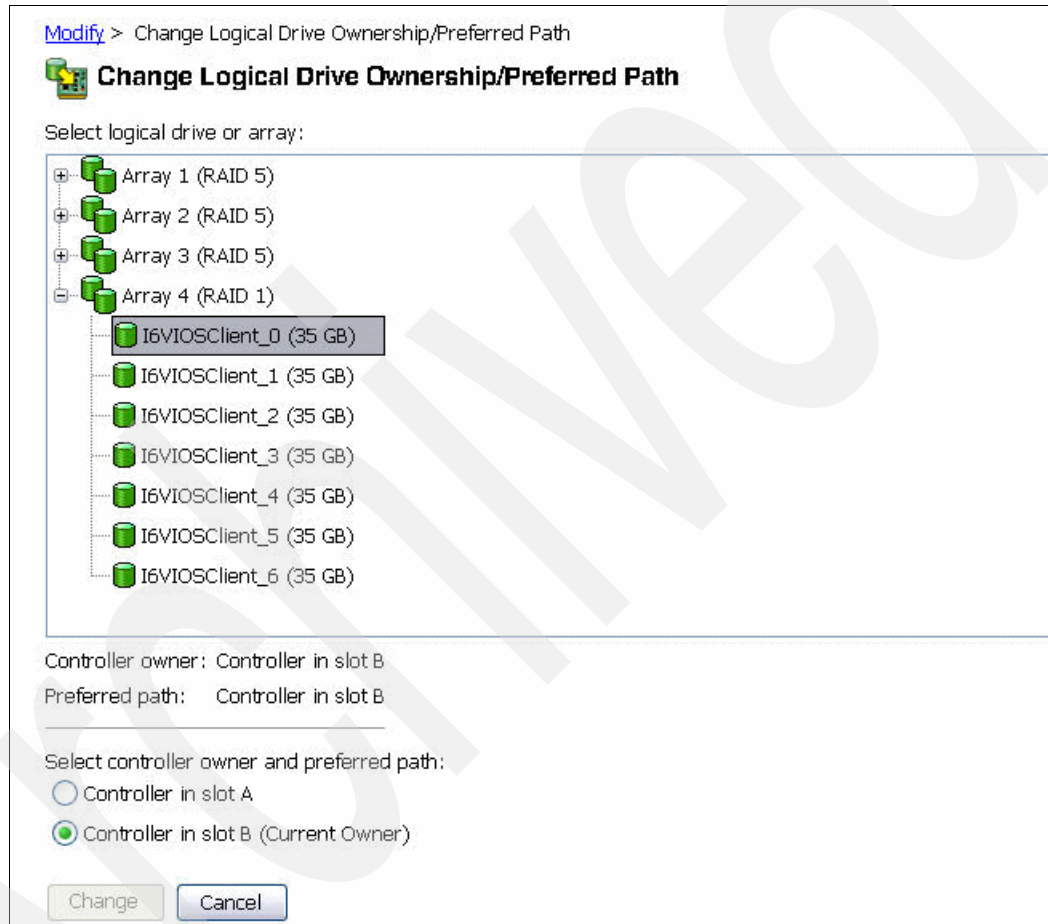 Modify > Change Logical Drive Ownership/Preferred Path
Change Logical Drive Ownership/Preferred Path
Select logical drive or array:
Array 1 (RAID 5)
Array 2 (RAID 5)
Array 3 (RAID 5)
Array 4 (RAID 1)
I6VIOSClient_0 (35 GB)
I6VIOSClient_1 (35 GB)
I6VIOSClient_2 (35 GB)
I6VIOSClient_3 (35 GB)
I6VIOSClient_4 (35 GB)
I6VIOSClient_5 (35 GB)
I6VIOSClient_6 (35 GB)
Controller owner: Controller in slot B
Preferred path: Controller in slot B
Select controller owner and preferred path:
Controller in slot A
Controller in slot B (Current Owner)
Change Cancel